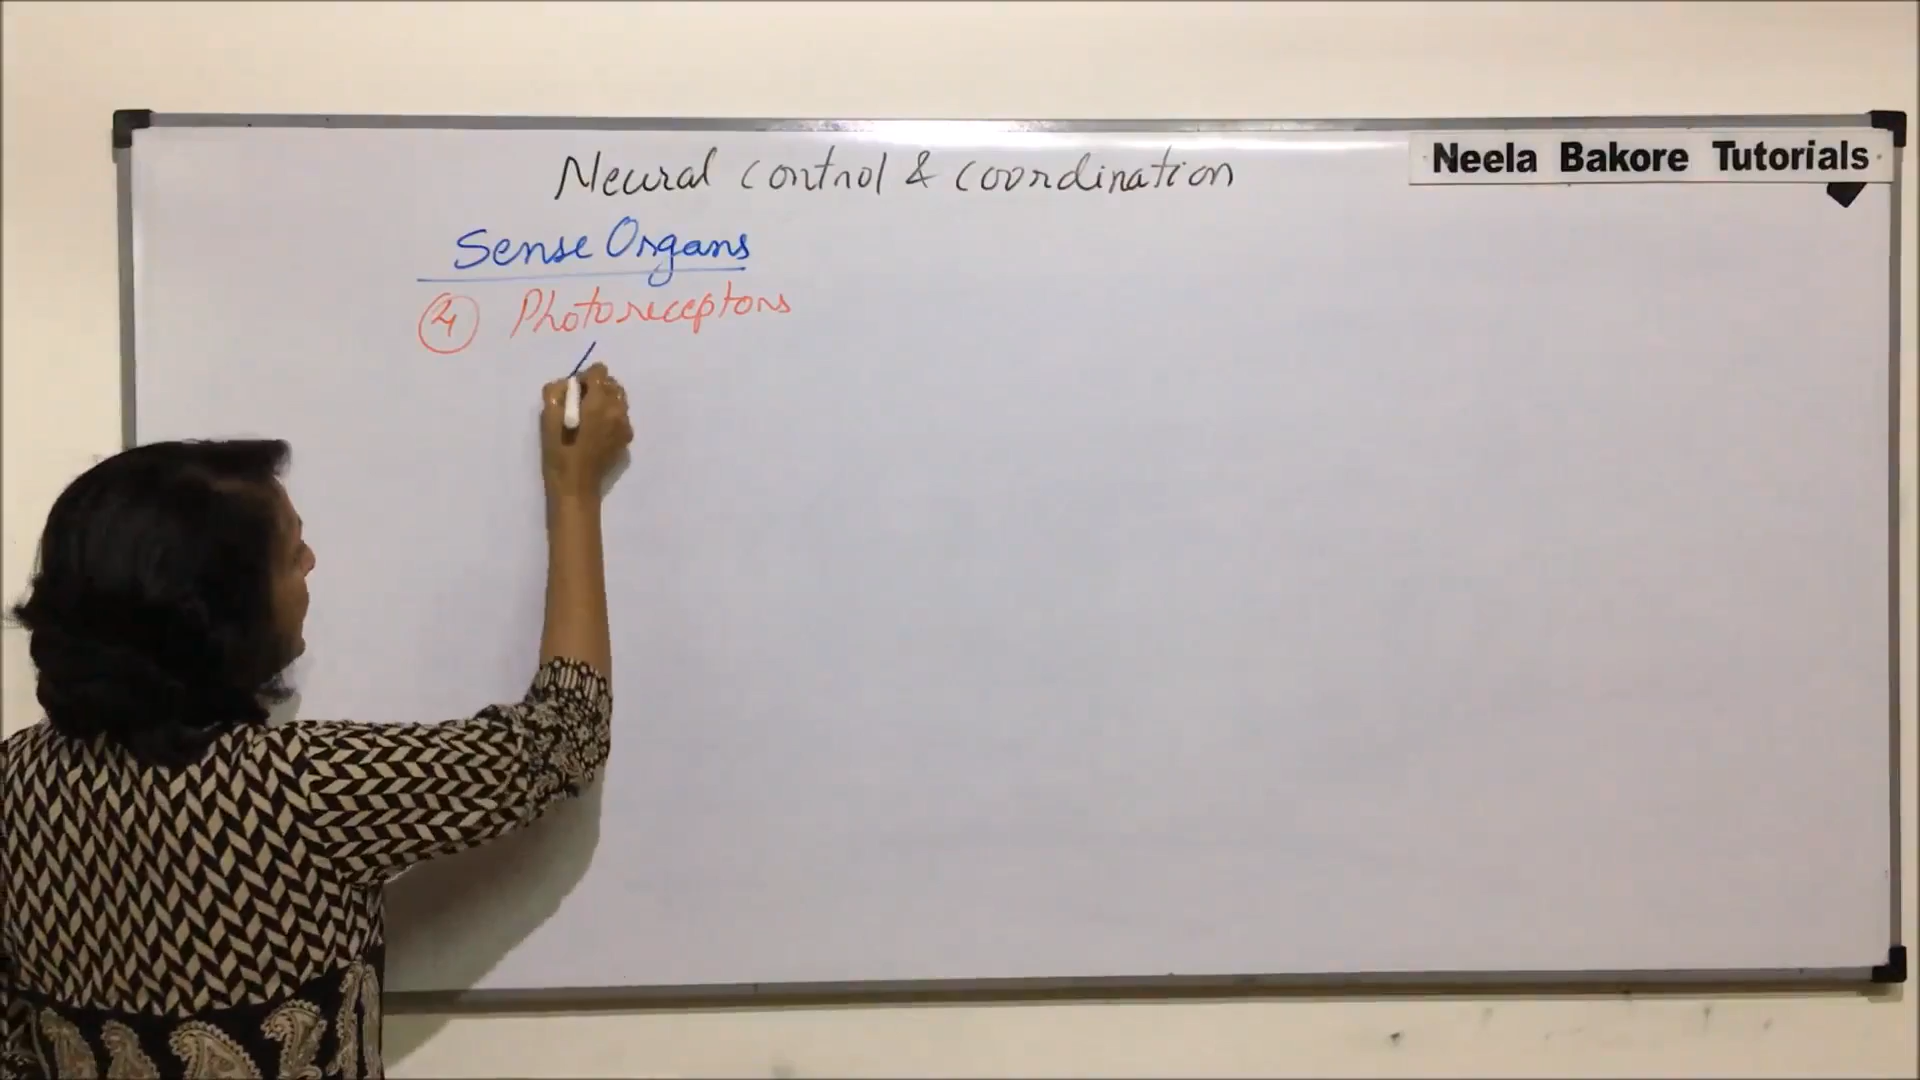 Neural control & coordination
Neela Bakore Tutorials
Sense Organs
④ Photoreceptors